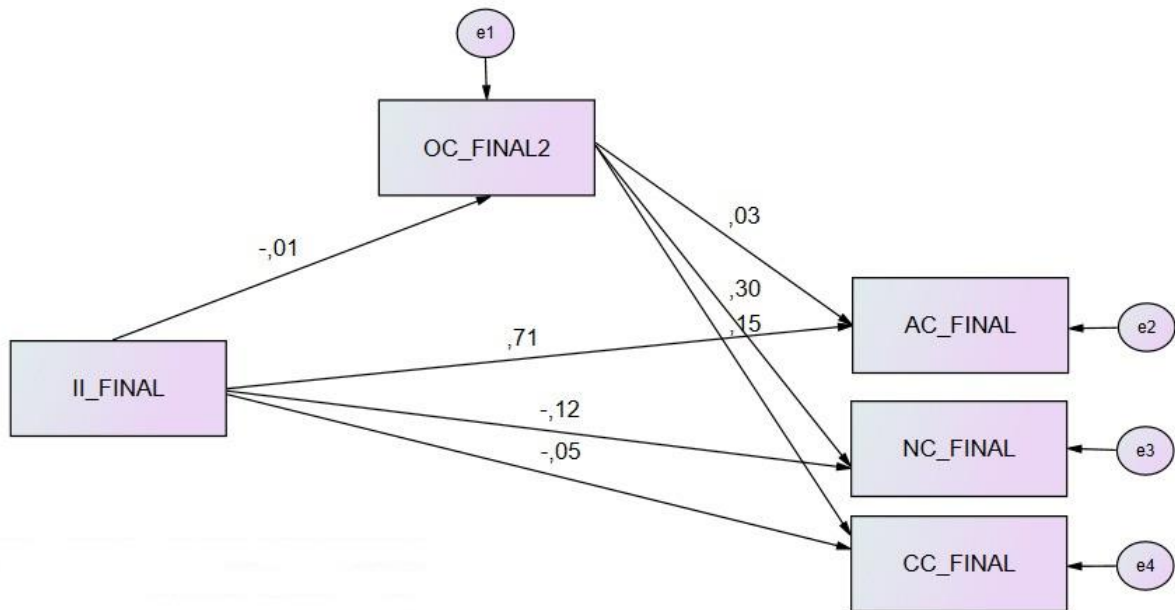 e1
OC_FINAL2
-,01
,03
,30
,15
AC_FINAL
e2
,71
II_FINAL
-,12
NC_FINAL
e3
-,05
CC_FINAL
e4